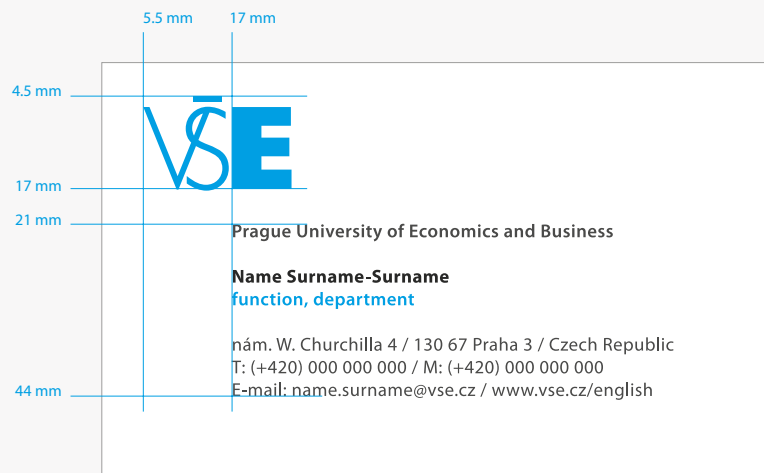 5.5 mm 17 mm
4.5 mm
VŠE
17 mm
21 mm
Prague University of Economics and Business
Name Surname-Surname
function, department
nám. W. Churchilla 4 / 130 67 Praha 3 / Czech Republic
T: (+420) 000 000 000 / M: (+420) 000 000 000
44 mm
E-mail: name.surname@vse.cz / www.vse.cz/english